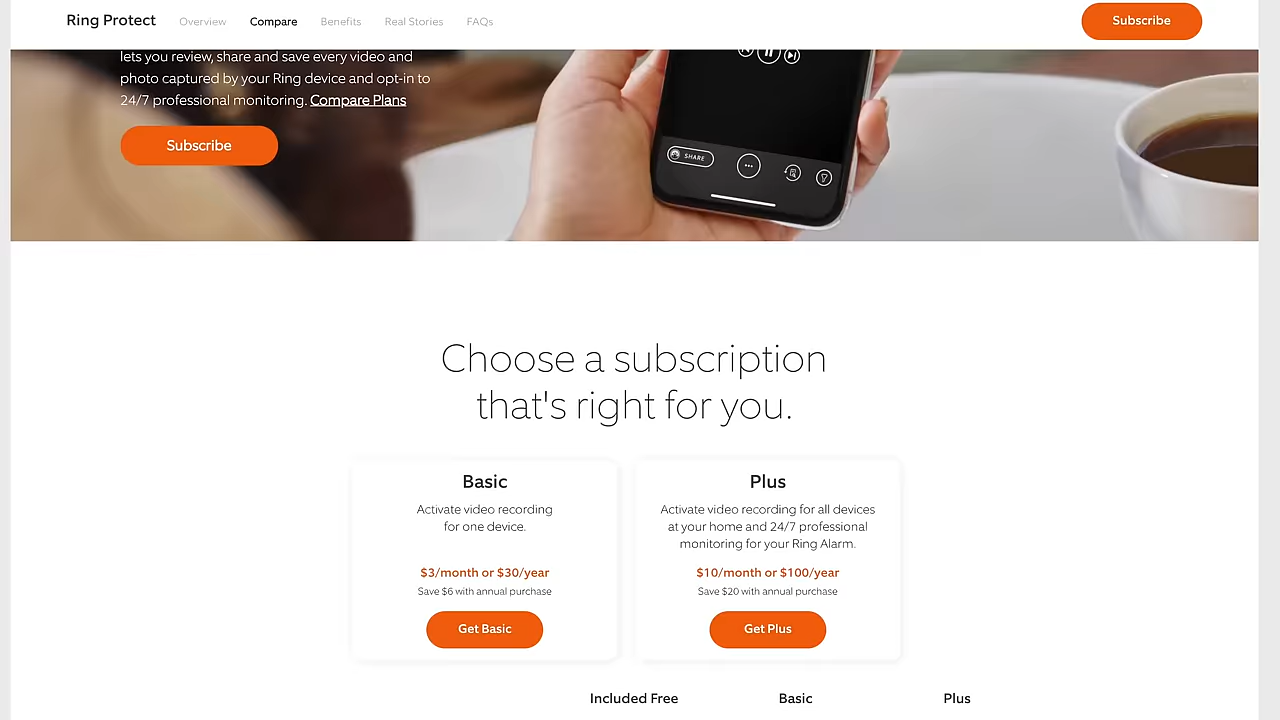 Ring Protect Overview Compare Benefits Real Stories FAQs Subscribe
lets you review, share and save every video and
photo captured by your Ring device and opt-in to
24/7 professional monitoring. Compare Plans
Subscribe
SHARE
Choose a subscription
that's right for you.
Basic
Activate video recording
for one device.
$3/month or $30/year
Save $6 with annual purchase
Get Basic
Plus
Activate video recording for all devices
at your home and 24/7 professional
monitoring for your Ring Alarm.
$10/month or $100/year
Save $20 with annual purchase
Get Plus
Included Free Basic Plus